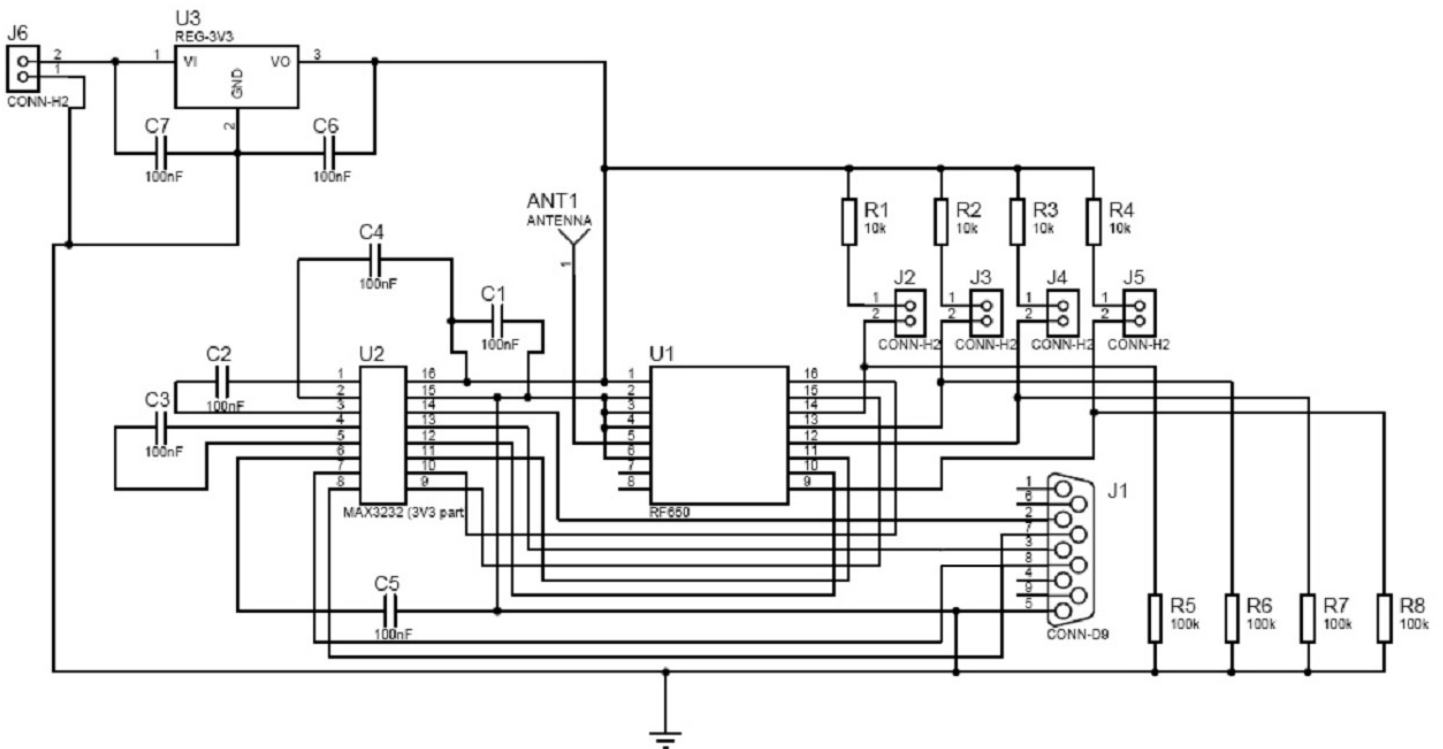 J6
2
1
CONN-H2
U3
REG-3V3
1
VI
VO
3
GND
2
C7
100nF
C6
100nF
ANT1
ANTENNA
1
C4
100nF
C1
100nF
R1
10k
R2
10k
R3
10k
R4
10k
J2
1
2
CONN-H2
J3
1
2
CONN-H2
J4
1
2
CONN-H2
J5
1
2
CONN-H2
C2
100nF
C3
100nF
U2
1
2
3
4
5
6
7
8
16
15
14
13
12
11
10
9
MAX3232 (3V3 part
U1
1
2
3
4
5
6
7
8
16
15
14
13
12
11
10
9
RF650
J1
1
6
2
7
3
8
4
9
5
CONN-D9
C5
100nF
R5
100k
R6
100k
R7
100k
R8
100k